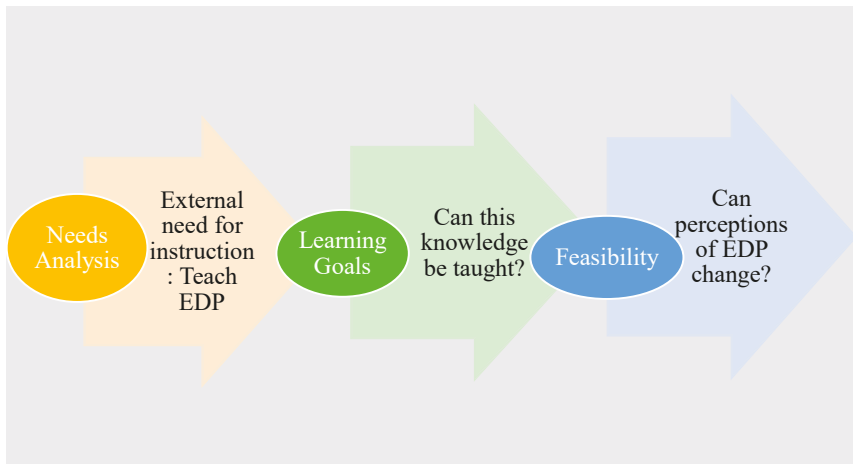 Needs
Analysis
External
need for
instruction
: Teach
EDP
Learning
Goals
Can this
knowledge
be taught?
Feasibility
Can
perceptions
of EDP
change?